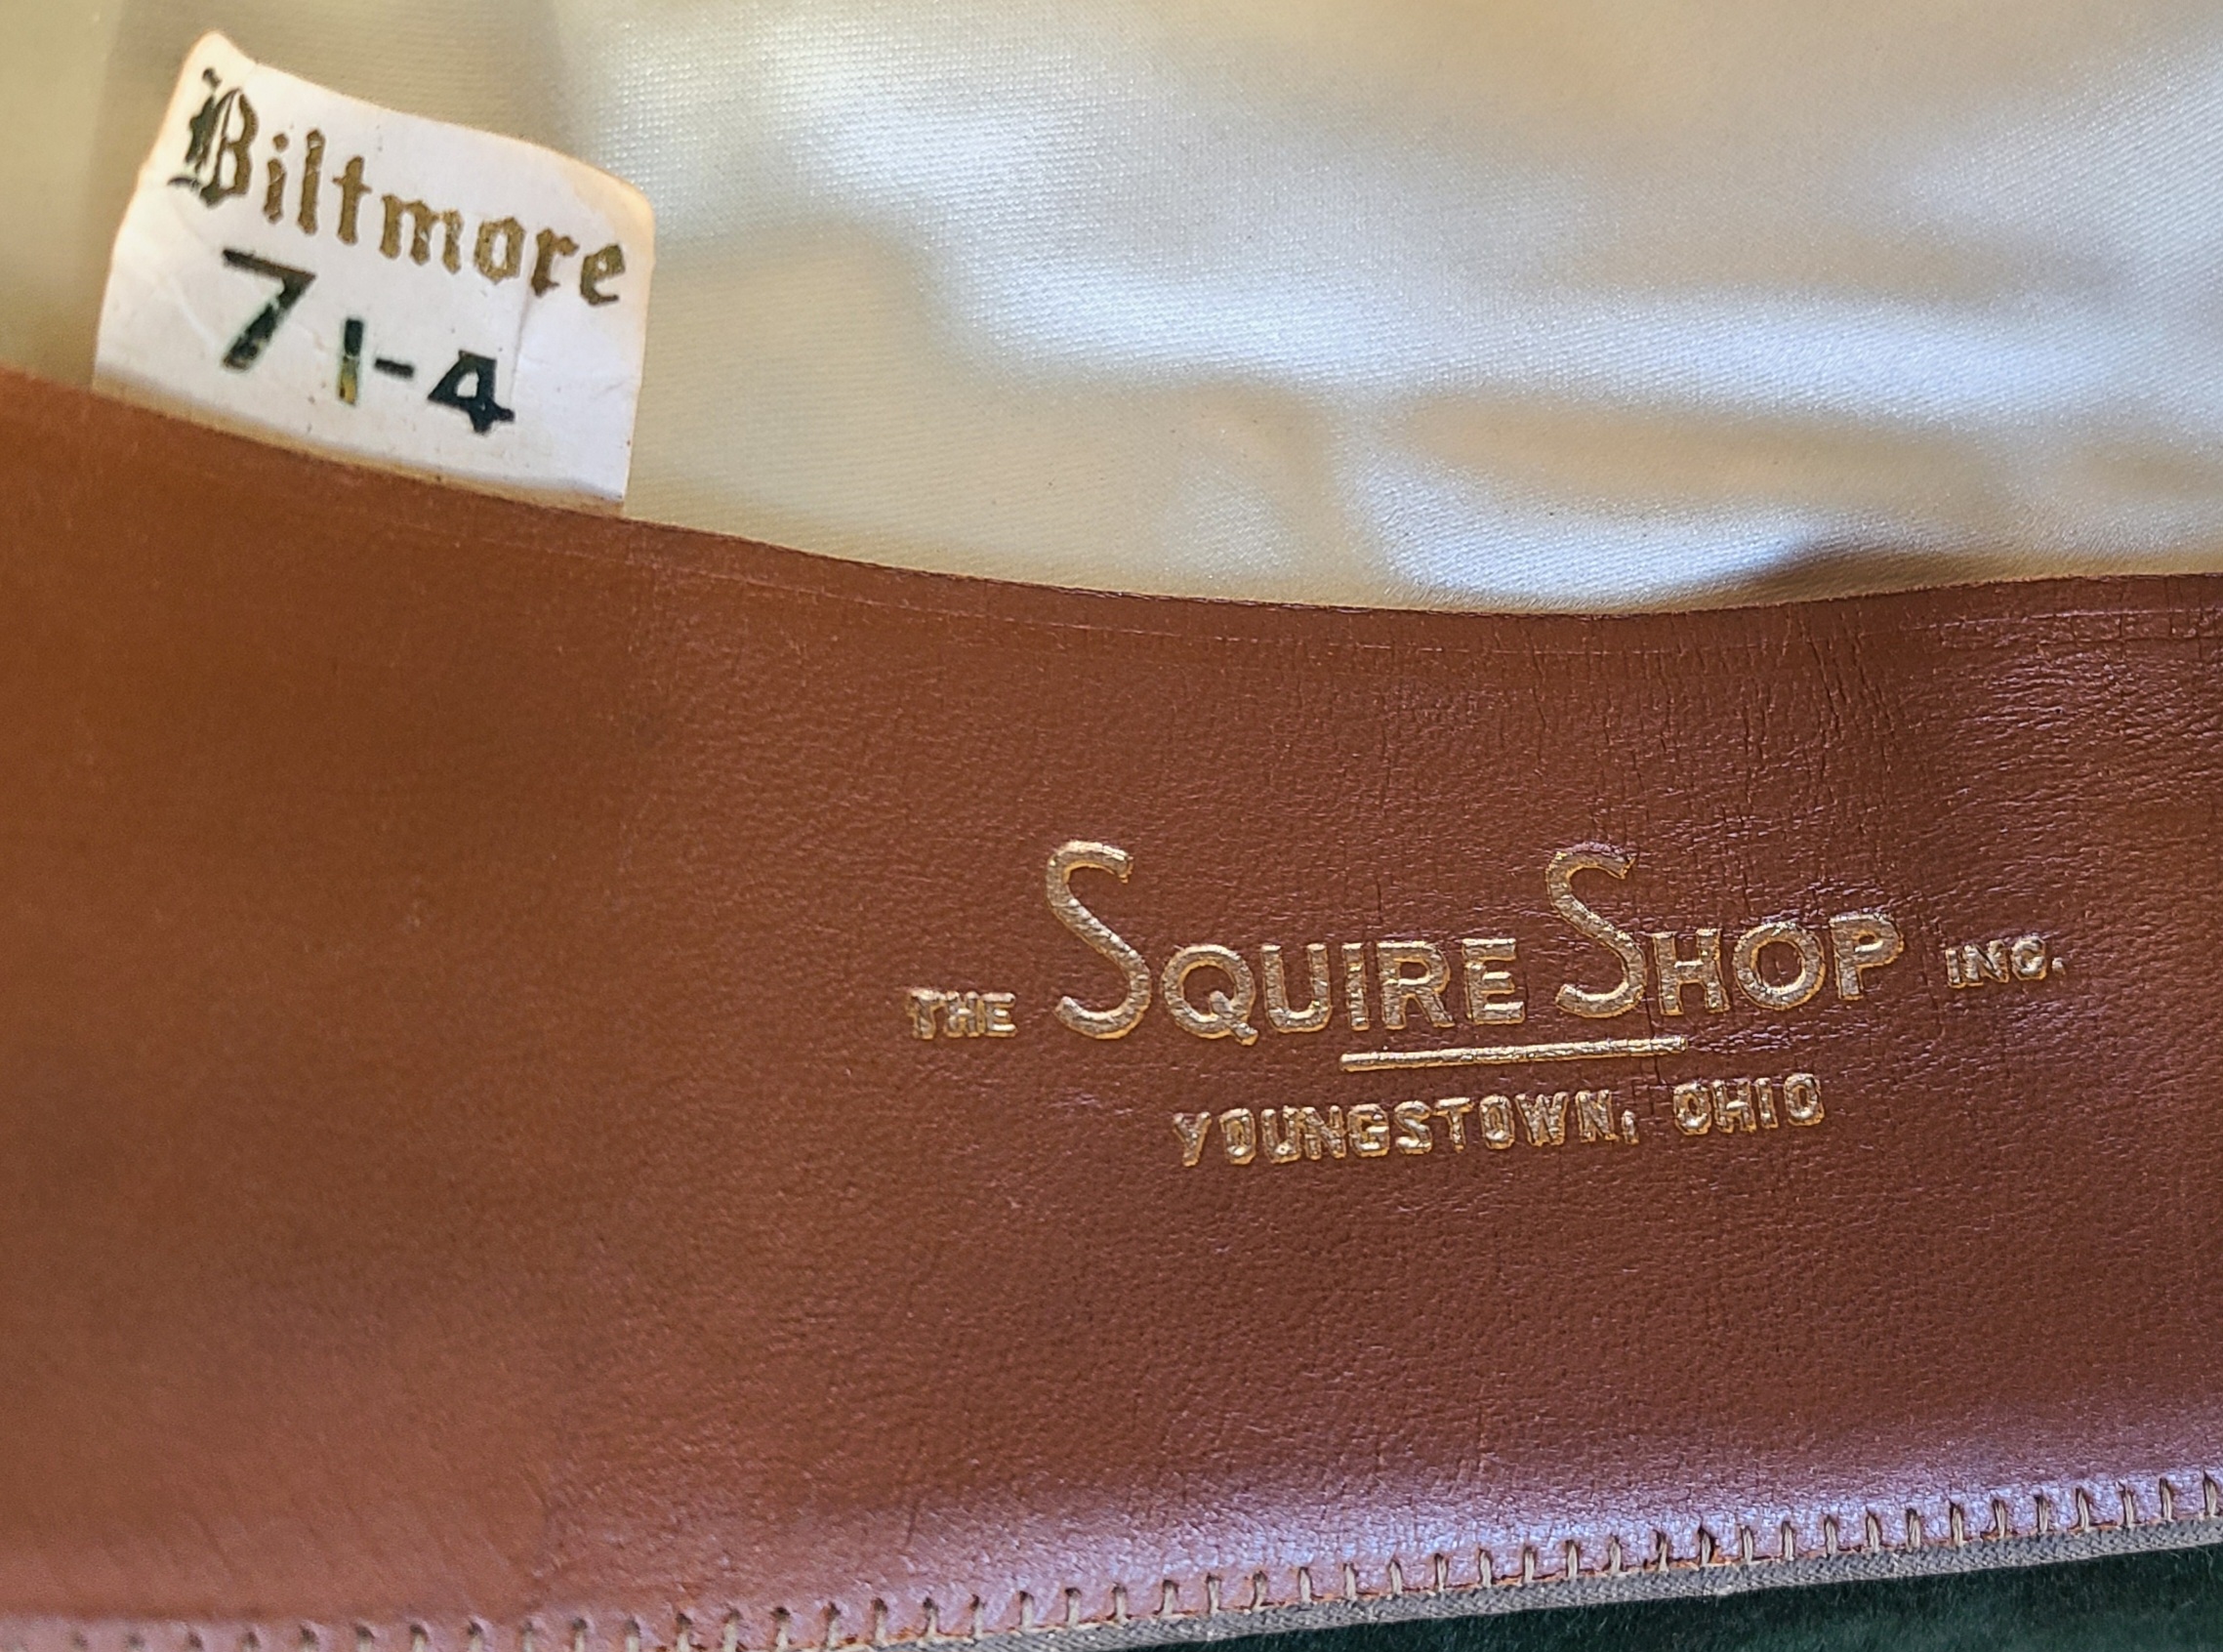 Biltmore
7 1-4
THE SQUIRE SHOP INC.
YOUNGSTOWN, OHIO